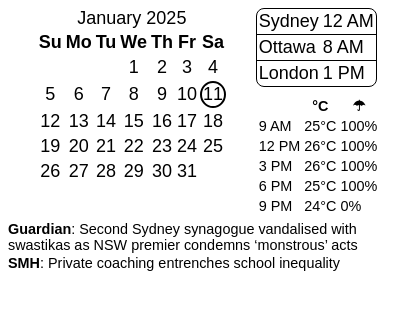 January 2025
Su Mo Tu We Th Fr Sa
1 2 3 4
5 6 7 8 9 10 11
12 13 14 15 16 17 18
19 20 21 22 23 24 25
26 27 28 29 30 31
Sydney 12 AM
Ottawa 8 AM
London 1 PM
°C ☂
9 AM 25°C 100%
12 PM 26°C 100%
3 PM 26°C 100%
6 PM 25°C 100%
9 PM 24°C 0%
Guardian: Second Sydney synagogue vandalised with
swastikas as NSW premier condemns ‘monstrous’ acts
SMH: Private coaching entrenches school inequality